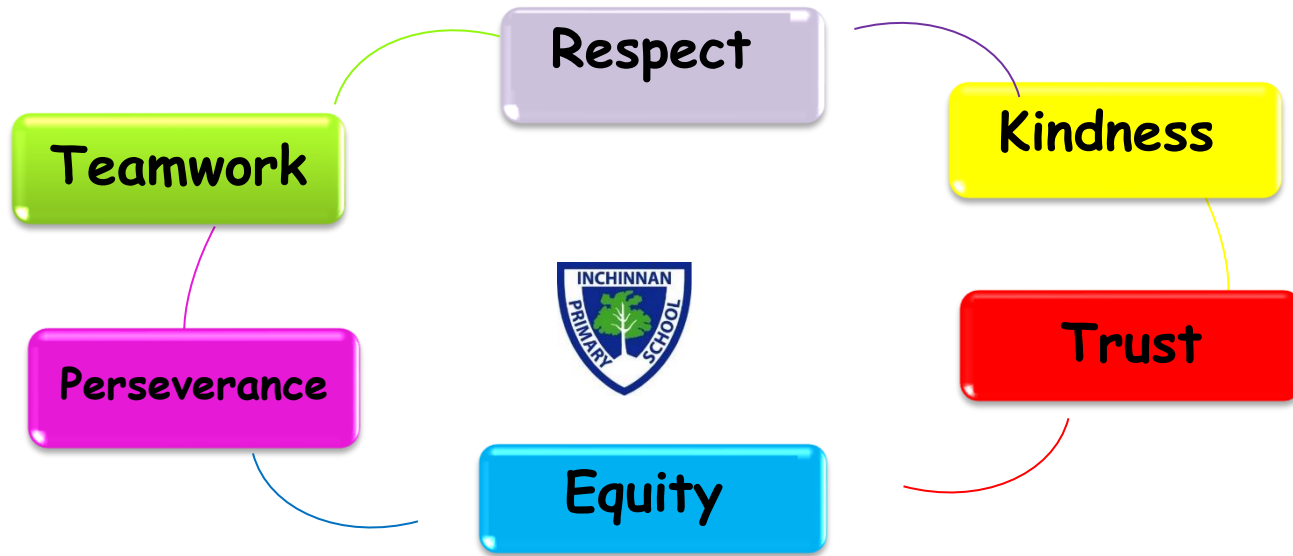 Respect
Kindness
Teamwork
INCHINNAN
PRIMARY
SCHOOL
Trust
Perseverance
Equity